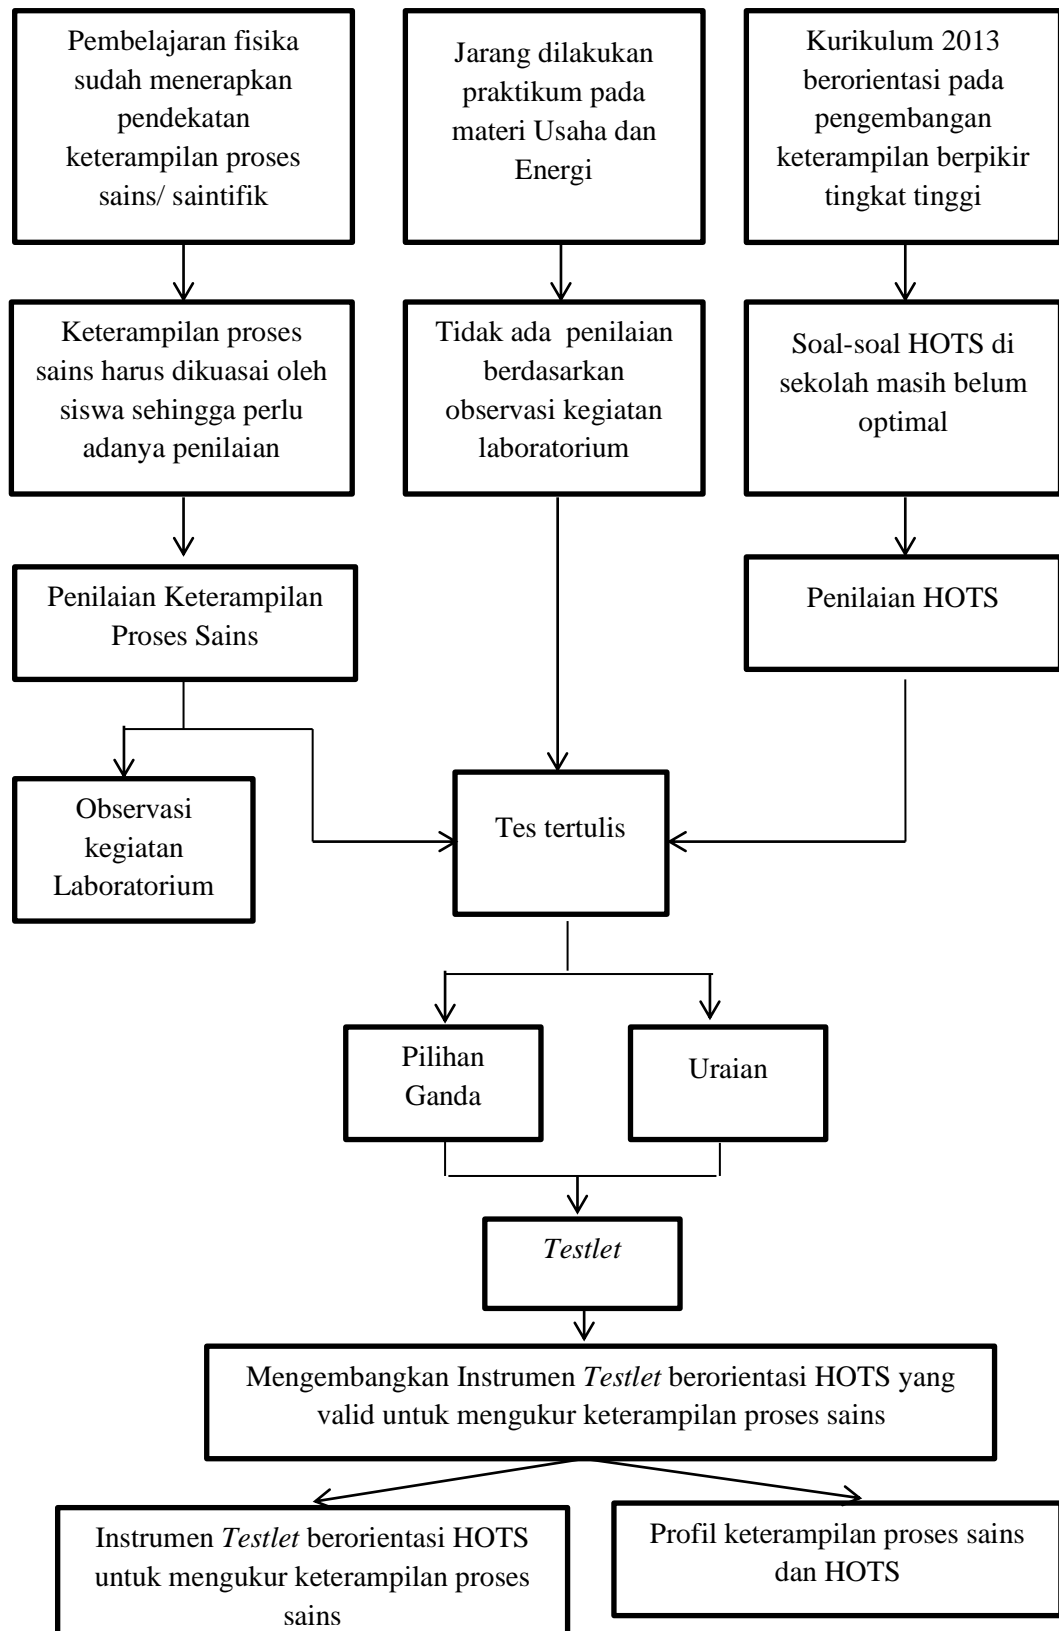 Pembelajaran fisika
sudah menerapkan
pendekatan
keterampilan proses
sains/ saintifik
Jarang dilakukan
praktikum pada
materi Usaha dan
Energi
Kurikulum 2013
berorientasi pada
pengembangan
keterampilan berpikir
tingkat tinggi
Keterampilan proses
sains harus dikuasai oleh
siswa sehingga perlu
adanya penilaian
Tidak ada penilaian
berdasarkan
observasi kegiatan
laboratorium
Soal-soal HOTS di
sekolah masih belum
optimal
Penilaian Keterampilan
Proses Sains
Penilaian HOTS
Observasi
kegiatan
Laboratorium
Tes tertulis
Pilihan
Ganda
Uraian
Testlet
Mengembangkan Instrumen Testlet berorientasi HOTS yang
valid untuk mengukur keterampilan proses sains
Instrumen Testlet berorientasi HOTS
untuk mengukur keterampilan proses
sains
Profil keterampilan proses sains
dan HOTS